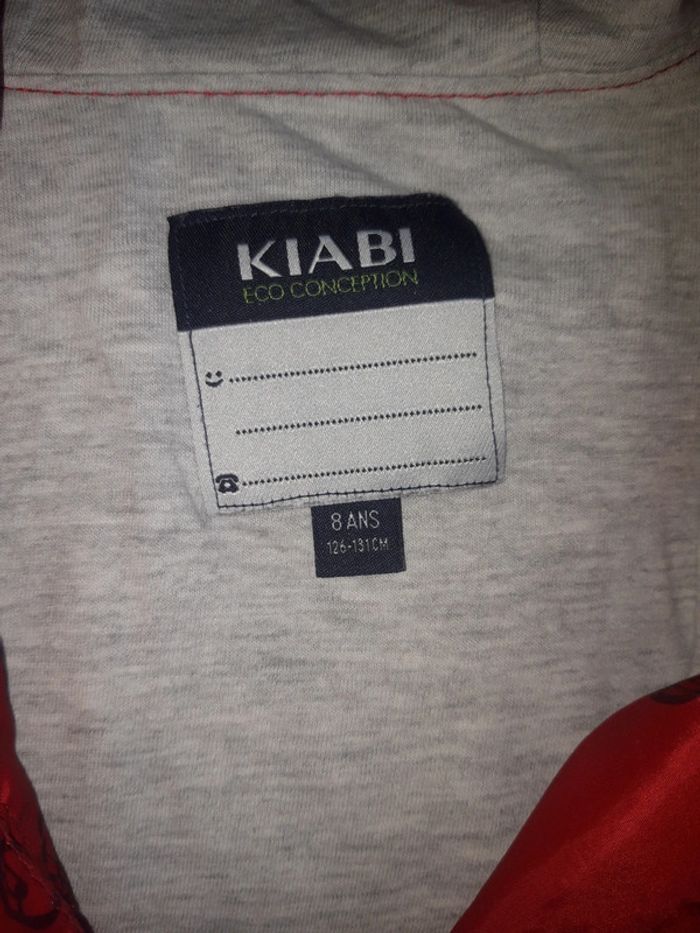 KIABI
ECO CONCEPTION
8 ANS
126-131CM